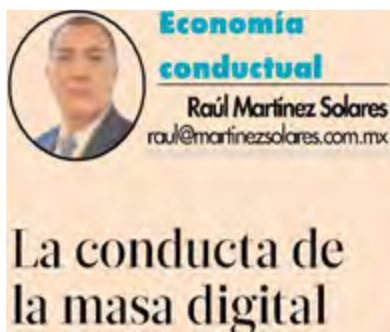 Economía
conductual
Raúl Martínez Solares
raul@martinezsolares.com.mx
La conducta de
la masa digital